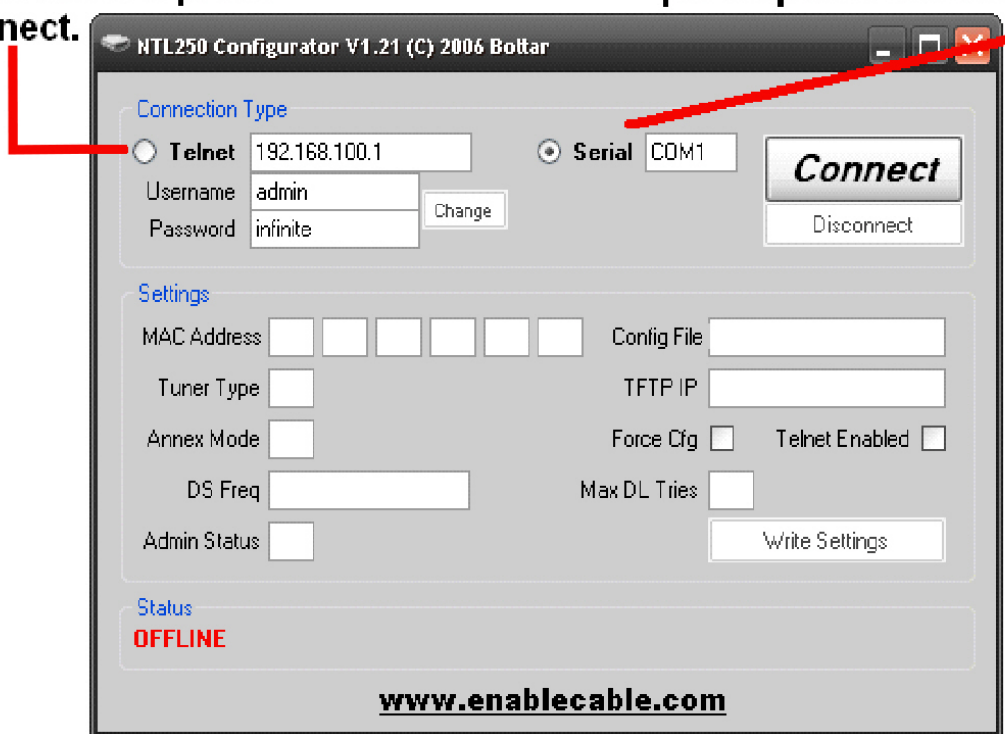 nect.
NTL250 Configurator V1.21 (C) 2006 Bottar
Connection Type
Telnet 192.168.100.1 Serial COM1
Connect
Username admin
Change
Password infinite
Disconnect
Settings
MAC Address Config File
Tuner Type TFTP IP
Annex Mode Force Cfg Telnet Enabled
DS Freq Max DL Tries
Admin Status Write Settings
Status
OFFLINE
www.enablecable.com